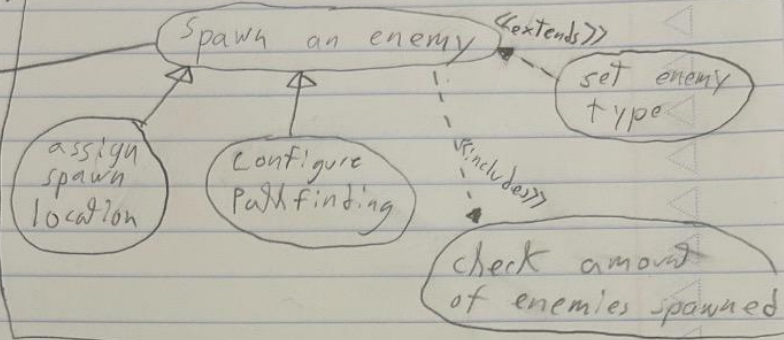 Spawn an enemy
<<extends>>
set enemy
type
assign
spawn
location
Configure
Pathfinding
<<includes>>
check amount
of enemies spawned